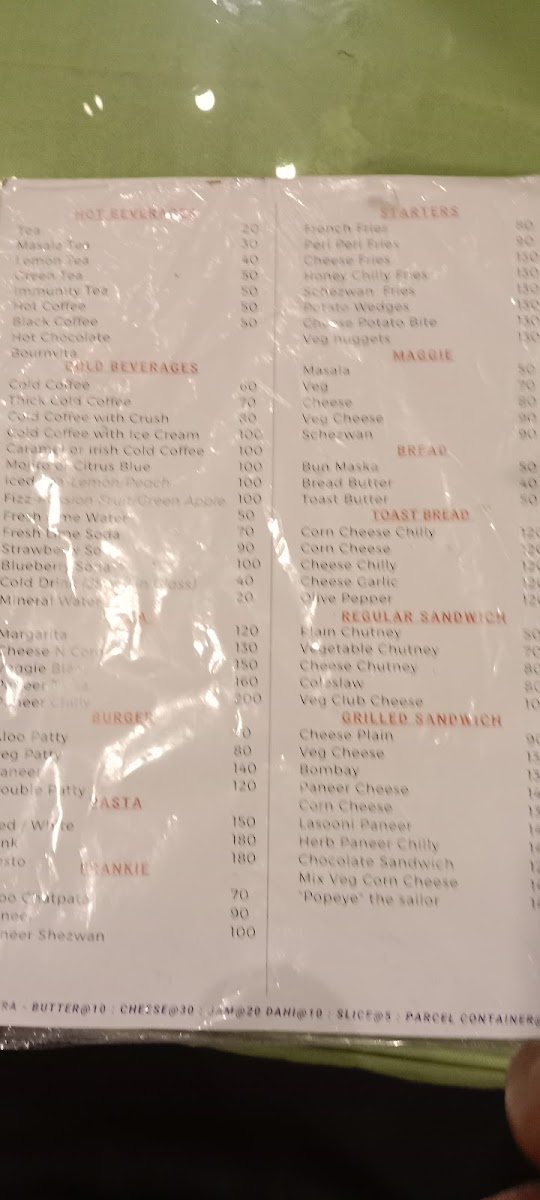 HOT BEVERAGES
Tea 20
Masala Tea 30
Lemon Tea 40
Green Tea 50
Immunity Tea 50
Hot Coffee 50
Black Coffee 50
Hot Chocolate
Bournvita
COLD BEVERAGES
Cold Coffee 60
Thick Cold Coffee 70
Cold Coffee with Crush 80
Cold Coffee with Ice Cream 100
Caramel or Irish Cold Coffee 100
Mojito or Citrus Blue 100
Iced Lemon/Peach 100
Fruit/Green Apple 100
Fresh Lime Water 50
Fresh Lime Soda 70
Strawberry 90
Blueberry Soda 100
Cold Drink Glass) 40
Mineral Water 20
Margarita 120
Cheese N Corn 130
150
160
Chilly 200
BURGER
Aloo Patty
Veg Patty 80
Paneer 140
Double Patty 120
PASTA
Red / White 150
180
180
FRANKIE
Chatpata 70
90
Shezwan 100
STARTERS
French Fries 80
Peri Peri Fries 90
Cheese Fries 130
Honey Chilly Fries 130
Schezwan Fries 130
Potato Wedges 130
Cheese Potato Bite 130
Veg nuggets 130
MAGGIE
Masala 50
Veg 70
Cheese 80
Veg Cheese 90
Schezwan 90
BREAD
Bun Maska 50
Bread Butter 40
Toast Butter 50
TOAST BREAD
Corn Cheese Chilly
Corn Cheese
Cheese Chilly
Cheese Garlic
Olive Pepper
REGULAR SANDWICH
Plain Chutney
Vegetable Chutney
Cheese Chutney
Coleslaw
Veg Club Cheese
GRILLED SANDWICH
Cheese Plain
Veg Cheese
Bombay
Paneer Cheese
Corn Cheese
Lasooni Paneer
Herb Paneer Chilly
Chocolate Sandwich
Mix Veg Corn Cheese
"Popeye" the sailor
RA - BUTTER@10 : CHEESE@30 : JAM@20 DAHI@10 : SLICE@5 : PARCEL CONTAINER@